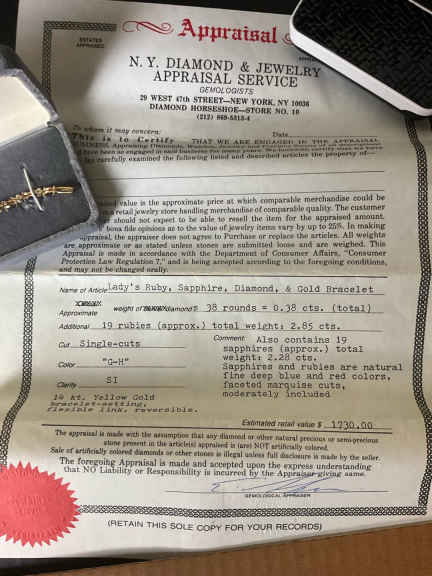 Appraisal
ESTATES
APPRAISED
N. Y. DIAMOND & JEWELRY
APPRAISAL SERVICE
GEMOLOGISTS
29 WEST 47th STREET—NEW YORK, NY 10036
DIAMOND HORSESHOE—STORE NO. 10
(212)
To whom it may concern:
Date
This is to Certify THAT WE ARE ENGAGED IN THE APPRAISAL
BUSINESS, Appraising Diamonds,
have carefully examined the following listed and described articles the property of—
value is the approximate price at which comparable merchandise could be
a retail jewelry store handling merchandise of comparable quality. The customer
should not expect to be able to resell the item for the appraised amount.
bona fide opinions as to the value of jewelry items vary by up to 25%. In making
appraisal, the appraiser does not agree to Purchase or replace the articles. All weights
are approximate or as stated unless stones are submitted loose and are weighed. This
Appraisal is made in accordance with the Department of Consumer Affairs, "Consumer
Protection Law Regulation 7," and is being accepted according to the foregoing conditions,
and may not be changed orally.
Name of Article Lady's Ruby, Sapphire, Diamond, & Gold Bracelet
Approximate weight of diamonds 38 rounds = 0.38 cts. (total)
Additional 19 rubies (approx.) total weight: 2.85 cts.
Cut Single-cuts
Comment Also contains 19
sapphires (approx.) total
weight: 2.28 cts.
Sapphires and rubies are natural
fine deep blue and red colors,
faceted marquise cuts,
moderately included
Color "G-H"
Clarity SI
14 kt. Yellow Gold
bracelet-setting,
flexible link, reversible.
Estimated retail value $ 1730.00
The appraisal is made with the assumption that any diamond or other natural precious or semi-precious
stone present in the article(s) appraised is (are) NOT artificially colored.
Sale of artificially colored diamonds or other stones is illegal unless full disclosure is made by the seller.
The foregoing Appraisal is made and accepted upon the express understanding
that NO Liability or Responsibility is incurred by the Appraiser giving same.
GEMOLOGICAL APPRAISER
(RETAIN THIS SOLE COPY FOR YOUR RECORDS)